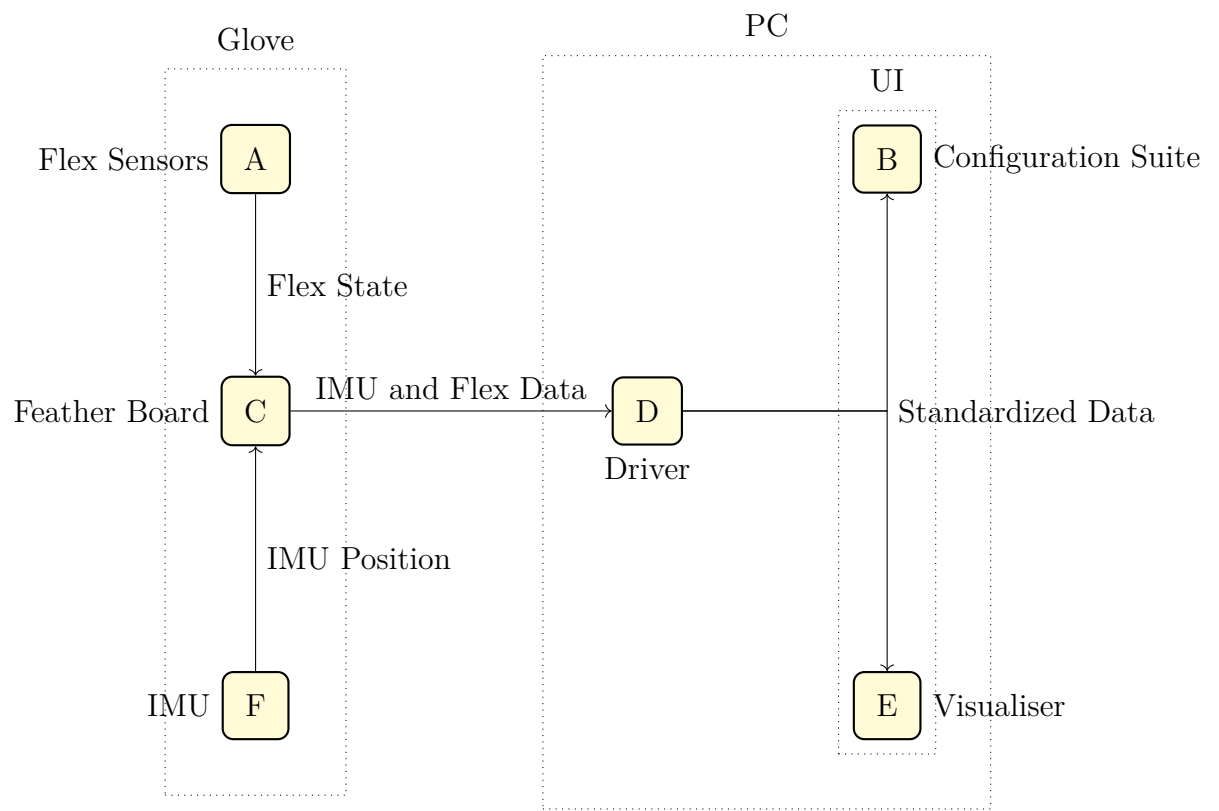 Glove
PC
UI
Flex Sensors A
B Configuration Suite
Flex State
IMU and Flex Data
Feather Board C
D
Standardized Data
Driver
IMU Position
IMU F
E Visualiser